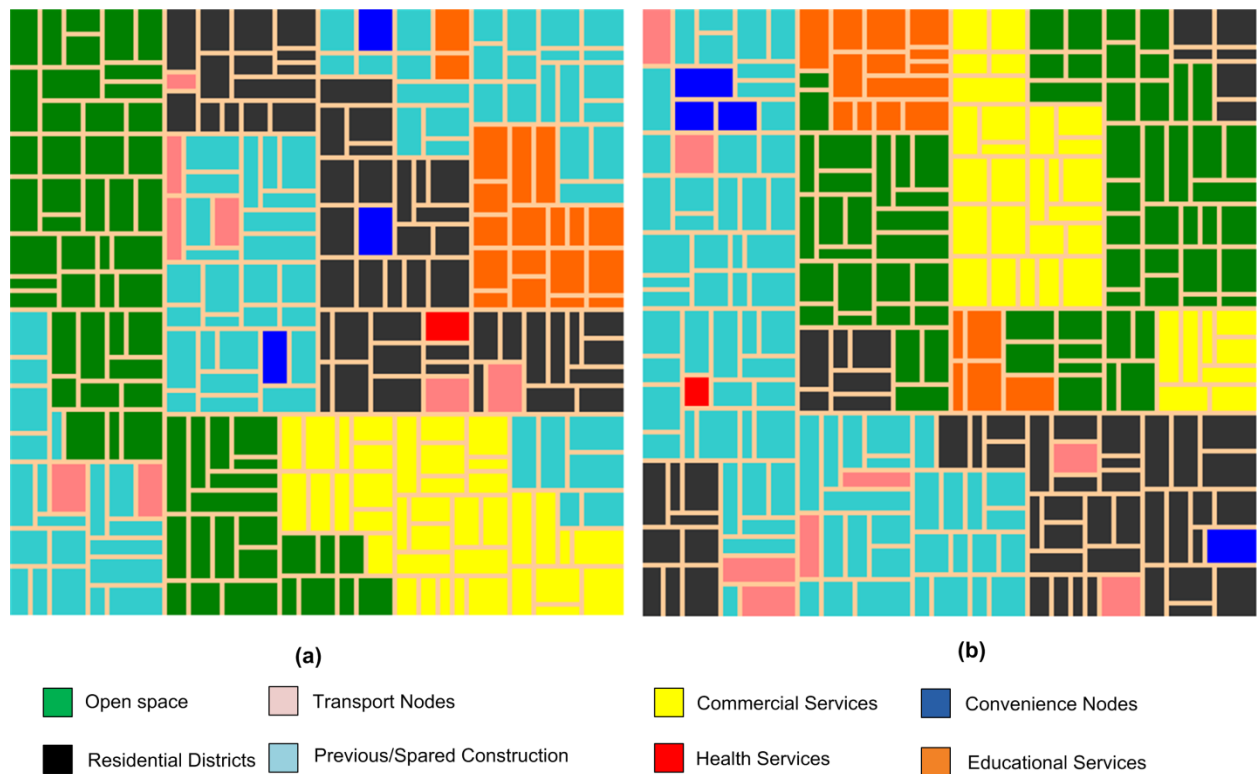 (a)
(b)
Open space
Transport Nodes
Commercial Services
Convenience Nodes
Residential Districts
Previous/Spared Construction
Health Services
Educational Services